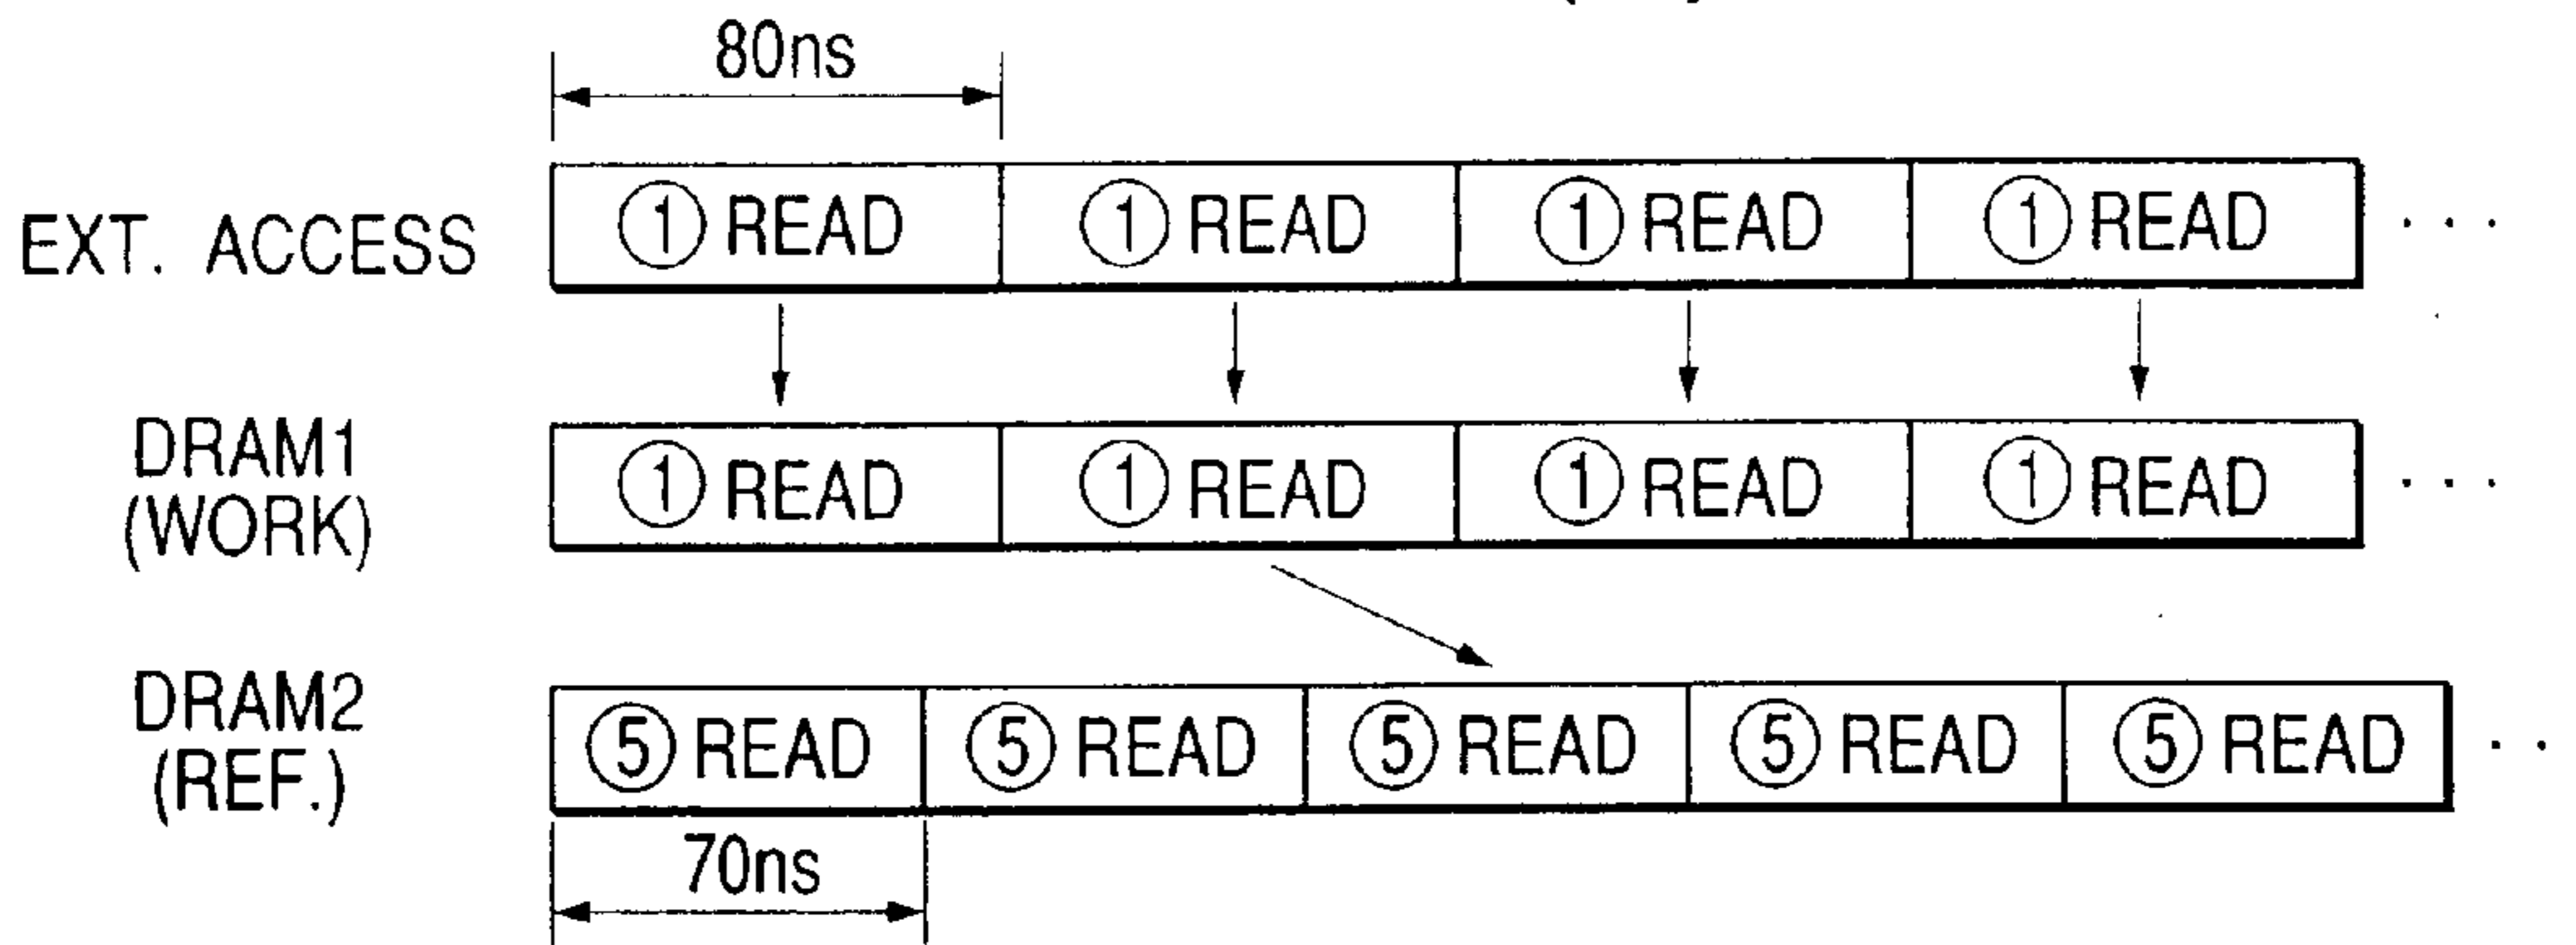 80ns
EXT. ACCESS ① READ ① READ ① READ ① READ ...
DRAM1
(WORK)
① READ ① READ ① READ ① READ ...
DRAM2
(REF.)
⑤ READ ⑤ READ ⑤ READ ⑤ READ ⑤ READ ..
70ns